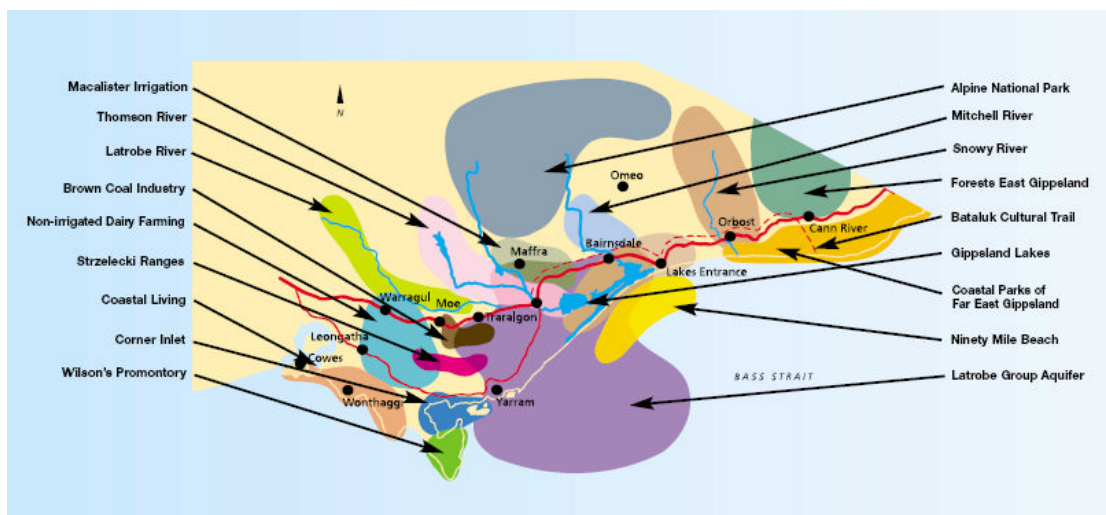 Macalister Irrigation
Thomson River
Latrobe River
Brown Coal Industry
Non-irrigated Dairy Farming
Strzelecki Ranges
Coastal Living
Corner Inlet
Wilson's Promontory
N
Omeo
Maffra
Bairnsdale
Orbost
Cann River
Lakes Entrance
Warragul
Moe
Traralgon
Leongatha
Cowes
Wonthaggi
Yarram
BASS STRAIT
Alpine National Park
Mitchell River
Snowy River
Forests East Gippsland
Bataluk Cultural Trail
Gippsland Lakes
Coastal Parks of
Far East Gippsland
Ninety Mile Beach
Latrobe Group Aquifer